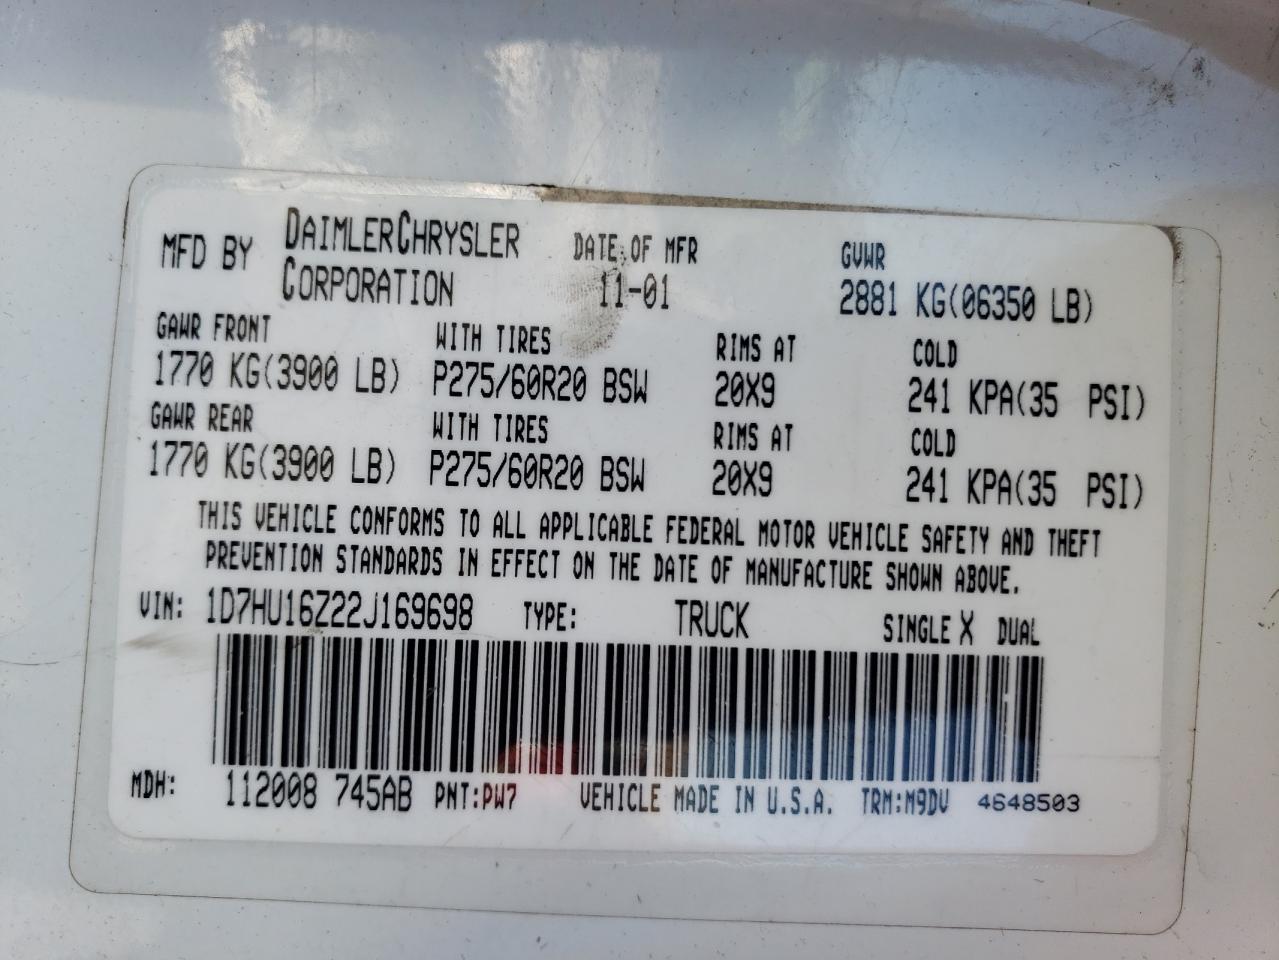 MFD BY DAIMLERCHRYSLER CORPORATION DATE OF MFR 11-01 GVWR 2881 KG(06350 LB)
GAWR FRONT WITH TIRES RIMS AT COLD
1770 KG(3900 LB) P275/60R20 BSW 20X9 241 KPA(35 PSI)
GAWR REAR WITH TIRES RIMS AT COLD
1770 KG(3900 LB) P275/60R20 BSW 20X9 241 KPA(35 PSI)
THIS VEHICLE CONFORMS TO ALL APPLICABLE FEDERAL MOTOR VEHICLE SAFETY AND THEFT
PREVENTION STANDARDS IN EFFECT ON THE DATE OF MANUFACTURE SHOWN ABOVE.
VIN: 1D7HU16Z22J169698 TYPE: TRUCK SINGLE X DUAL
MDH: 112008 745AB PNT:PW7 VEHICLE MADE IN U.S.A. TRM:M9DV 4648503